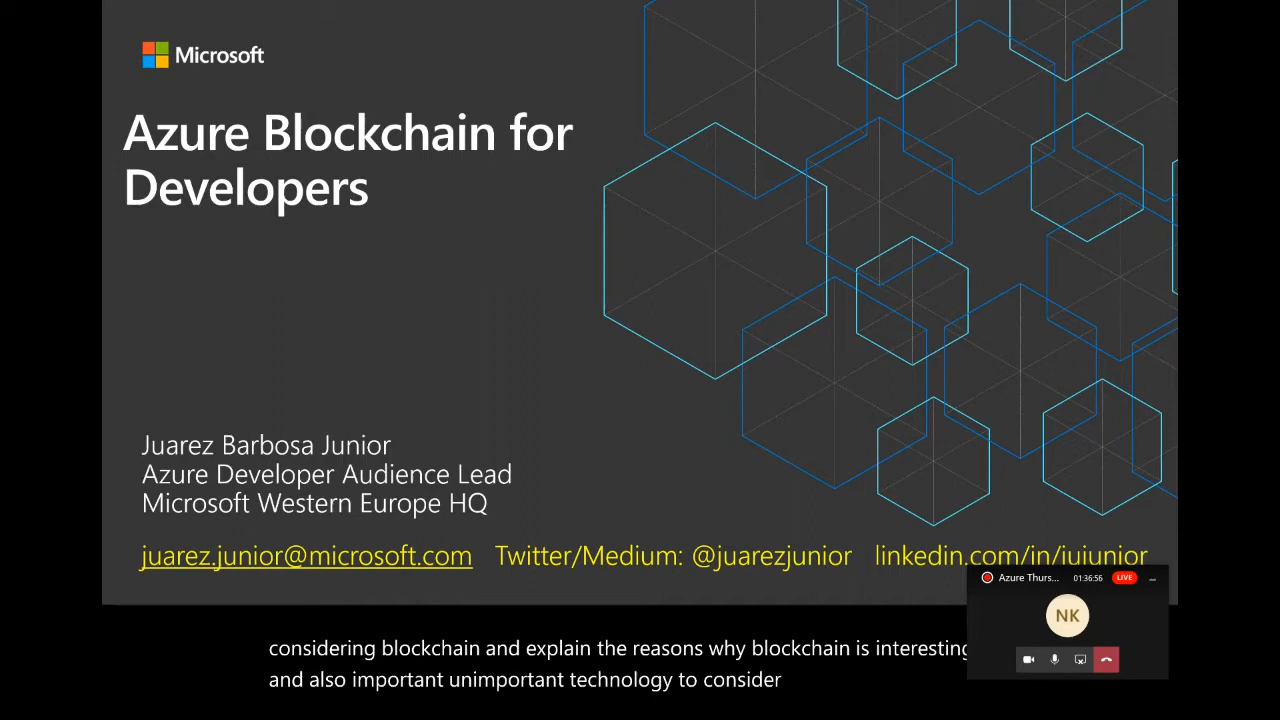 Microsoft
Azure Blockchain for
Developers
Juarez Barbosa Junior
Azure Developer Audience Lead
Microsoft Western Europe HQ
juarez.junior@microsoft.com Twitter/Medium: @juarezjunior linkedin.com/in/jujunior
Azure Thurs... 01:36:56 LIVE
NK
considering blockchain and explain the reasons why blockchain is interesting
and also important unimportant technology to consider